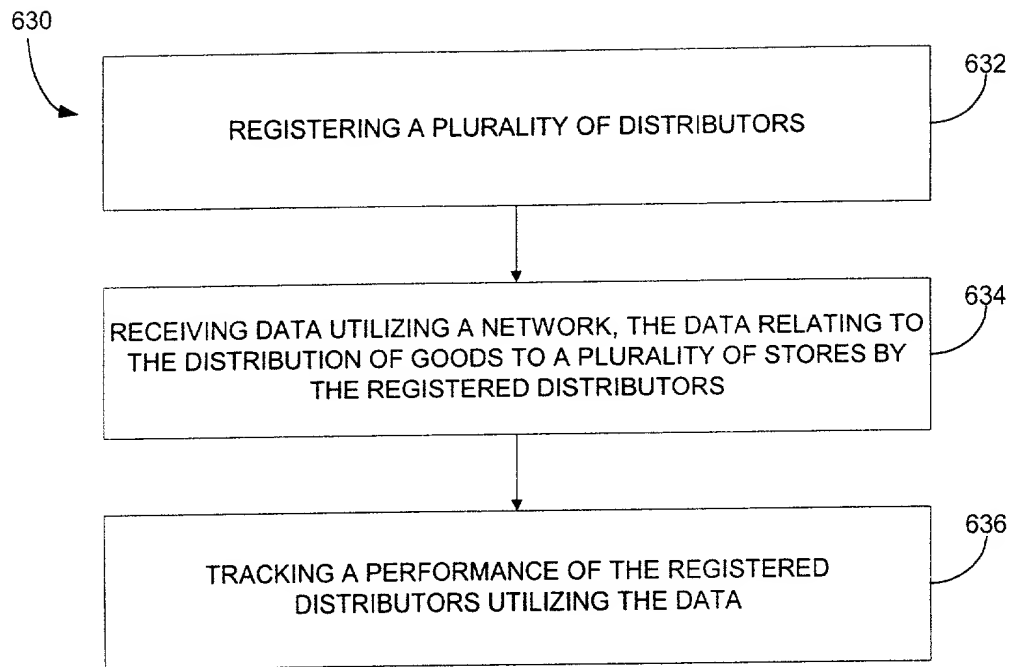 630
632
REGISTERING A PLURALITY OF DISTRIBUTORS
634
RECEIVING DATA UTILIZING A NETWORK, THE DATA RELATING TO
THE DISTRIBUTION OF GOODS TO A PLURALITY OF STORES BY
THE REGISTERED DISTRIBUTORS
636
TRACKING A PERFORMANCE OF THE REGISTERED
DISTRIBUTORS UTILIZING THE DATA